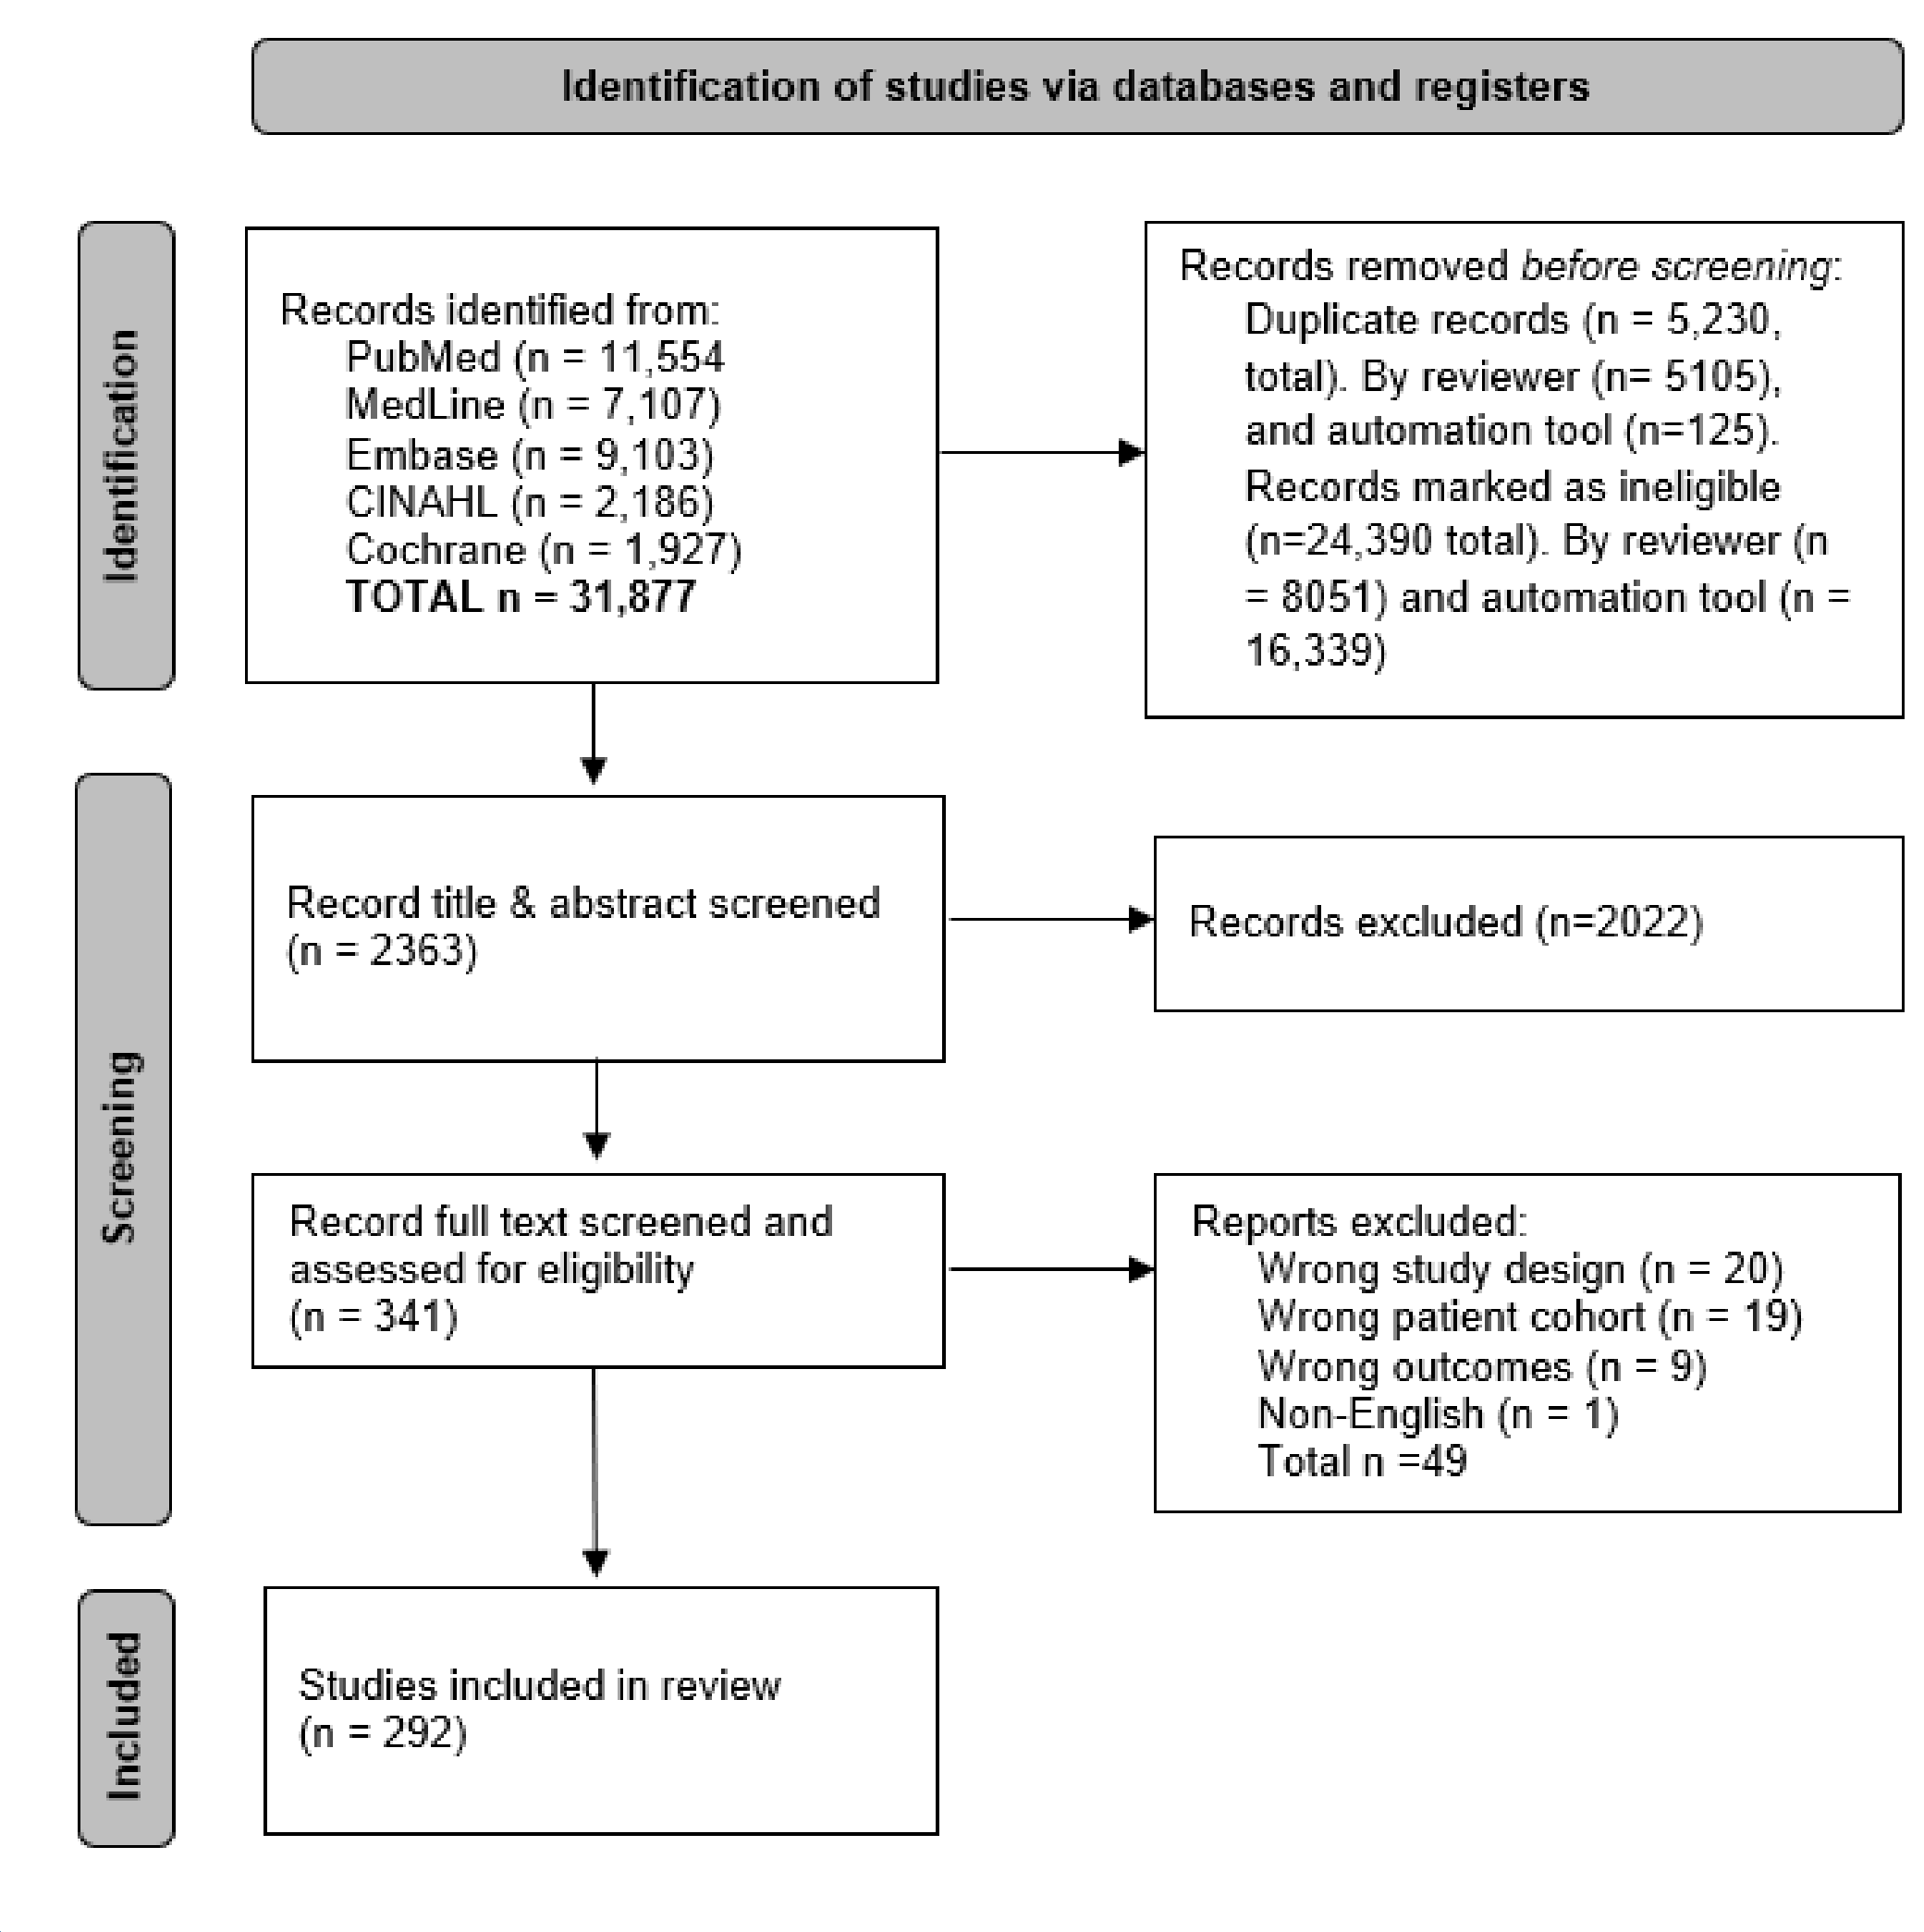 Identification of studies via databases and registers
Identification
Records identified from:
PubMed (n = 11,554
MedLine (n = 7,107)
Embase (n = 9,103)
CINAHL (n = 2,186)
Cochrane (n = 1,927)
TOTAL n = 31,877
Records removed before screening:
Duplicate records (n = 5,230,
total). By reviewer (n= 5105),
and automation tool (n=125).
Records marked as ineligible
(n=24,390 total). By reviewer (n
= 8051) and automation tool (n =
16,339)
Screening
Record title & abstract screened
(n = 2363)
Records excluded (n=2022)
Record full text screened and
assessed for eligibility
(n = 341)
Reports excluded:
Wrong study design (n = 20)
Wrong patient cohort (n = 19)
Wrong outcomes (n = 9)
Non-English (n = 1)
Total n =49
Included
Studies included in review
(n = 292)